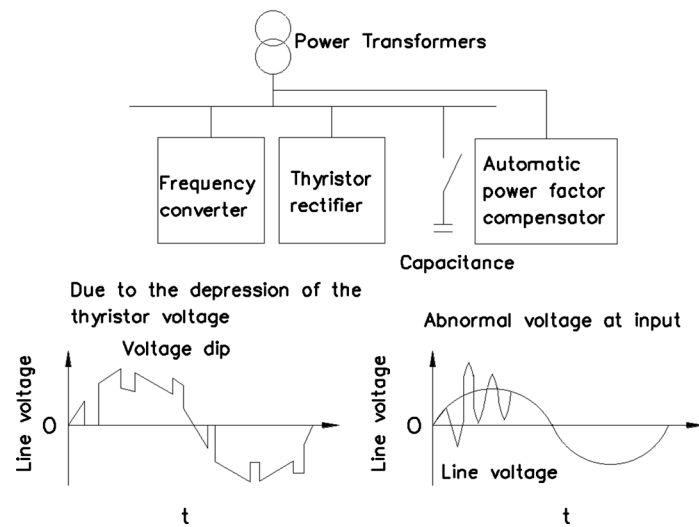 Power Transformers
Frequency
converter
Thyristor
rectifier
Automatic
power factor
compensator
Capacitance
Due to the depression of the
thyristor voltage
Voltage dip
Line voltage
O
t
Abnormal voltage at input
Line voltage
O
Line voltage
t